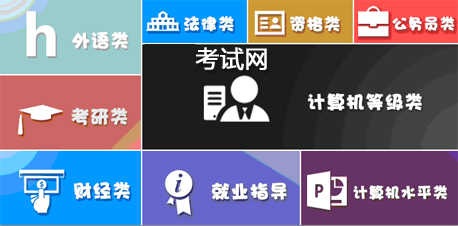 h 外语类
法律类
资格类
公务员类
考试网
考研类
计算机等级类
财经类
i 就业指导
P 计算机水平类